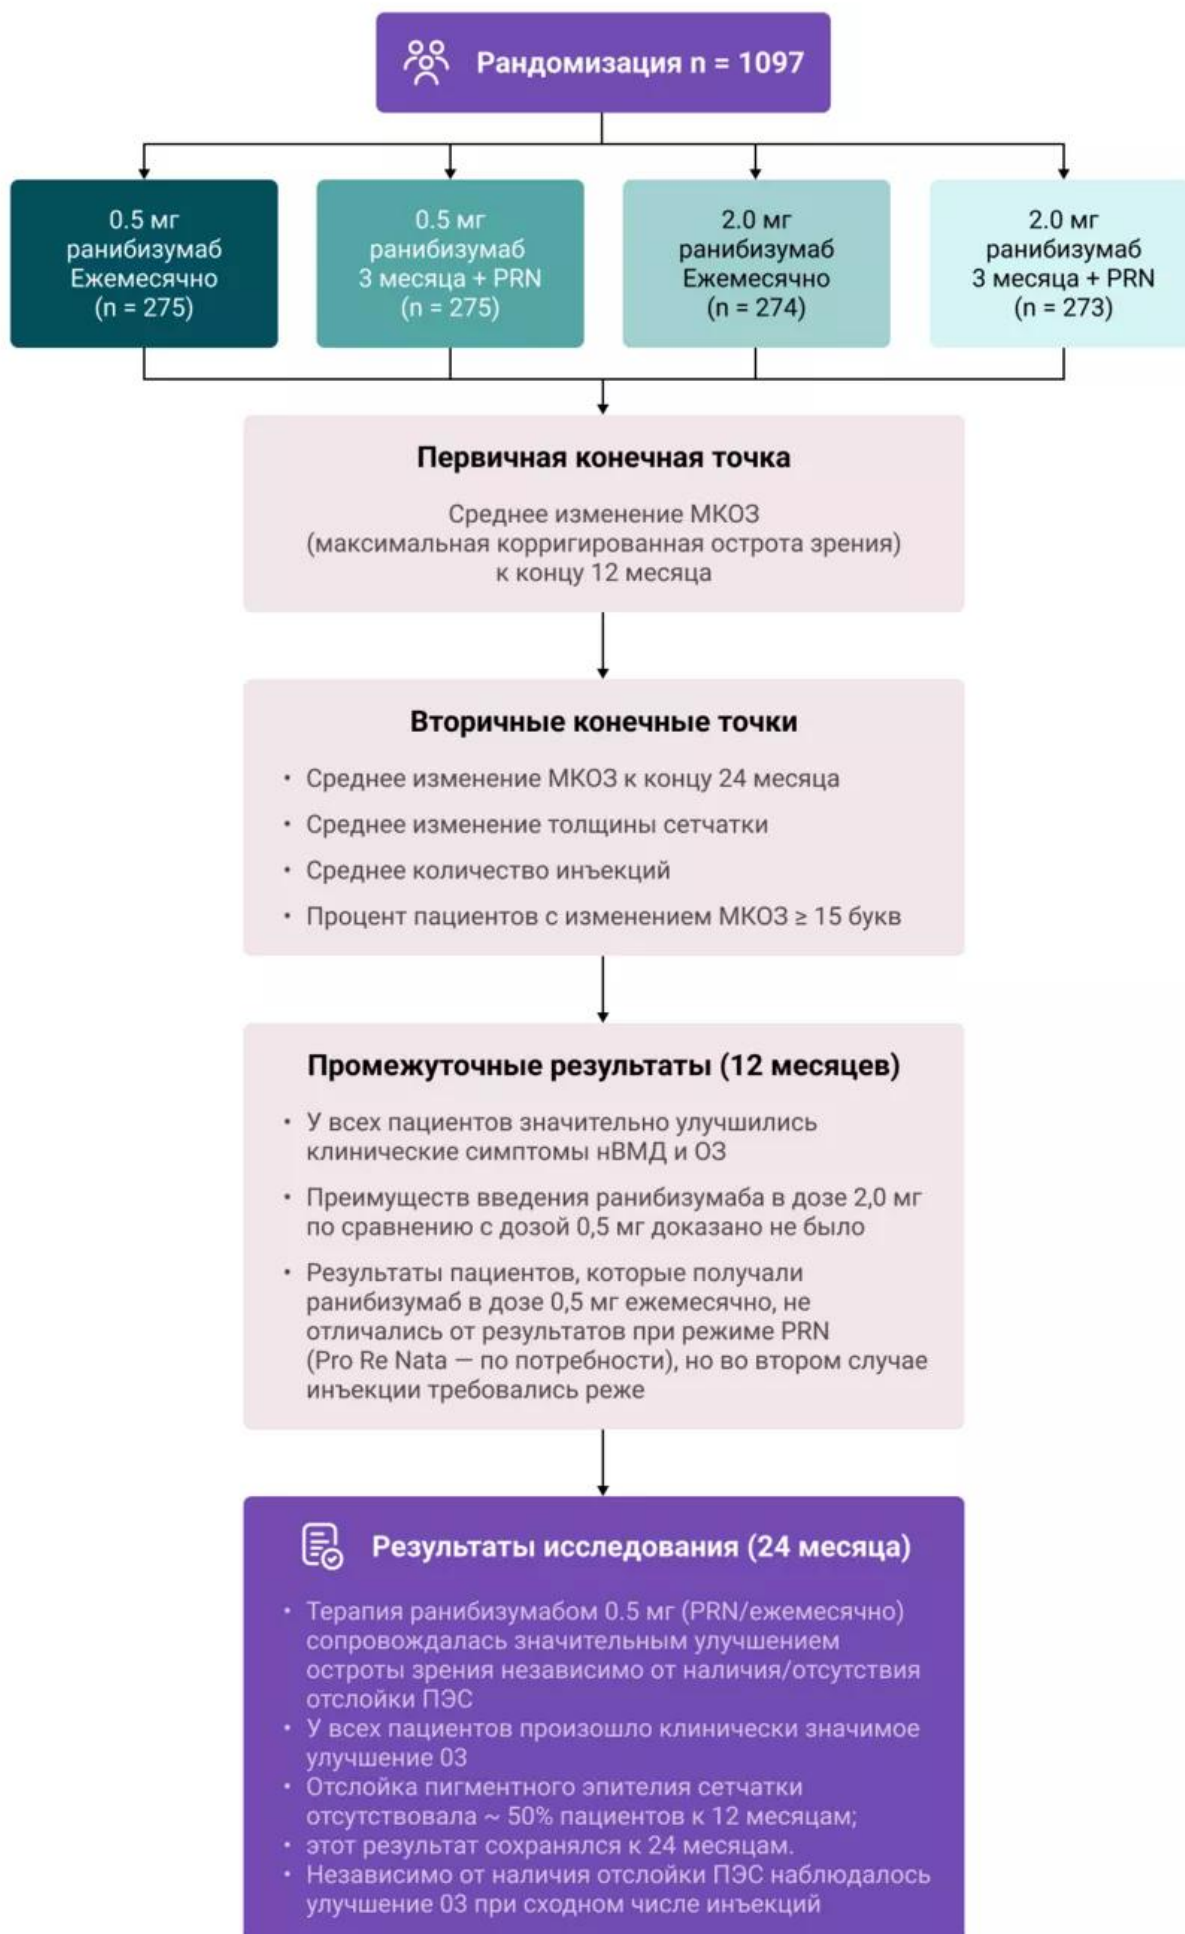 Рандомизация n = 1097
0.5 мг
ранибизумаб
Ежемесячно
(n = 275)
0.5 мг
ранибизумаб
3 месяца + PRN
(n = 275)
2.0 мг
ранибизумаб
Ежемесячно
(n = 274)
2.0 мг
ранибизумаб
3 месяца + PRN
(n = 273)
Первичная конечная точка
Среднее изменение МКОЗ
(максимальная корригированная острота зрения)
к концу 12 месяца
Вторичные конечные точки
• Среднее изменение МКОЗ к концу 24 месяца
• Среднее изменение толщины сетчатки
• Среднее количество инъекций
• Процент пациентов с изменением МКОЗ ≥ 15 букв
Промежуточные результаты (12 месяцев)
• У всех пациентов значительно улучшились
клинические симптомы нВМД и ОЗ
• Преимуществ введения ранибизумаба в дозе 2,0 мг
по сравнению с дозой 0,5 мг доказано не было
• Результаты пациентов, которые получали
ранибизумаб в дозе 0,5 мг ежемесячно, не
отличались от результатов при режиме PRN
(Pro Re Nata — по потребности), но во втором случае
инъекции требовались реже
Результаты исследования (24 месяца)
• Терапия ранибизумабом 0.5 мг (PRN/ежемесячно)
сопровождалась значительным улучшением
остроты зрения независимо от наличия/отсутствия
отслойки ПЭС
• У всех пациентов произошло клинически значимое
улучшение 03
• Отслойка пигментного эпителия сетчатки
отсутствовала ~ 50% пациентов к 12 месяцам;
• этот результат сохранялся к 24 месяцам.
• Независимо от наличия отслойки ПЭС наблюдалось
улучшение 03 при сходном числе инъекций